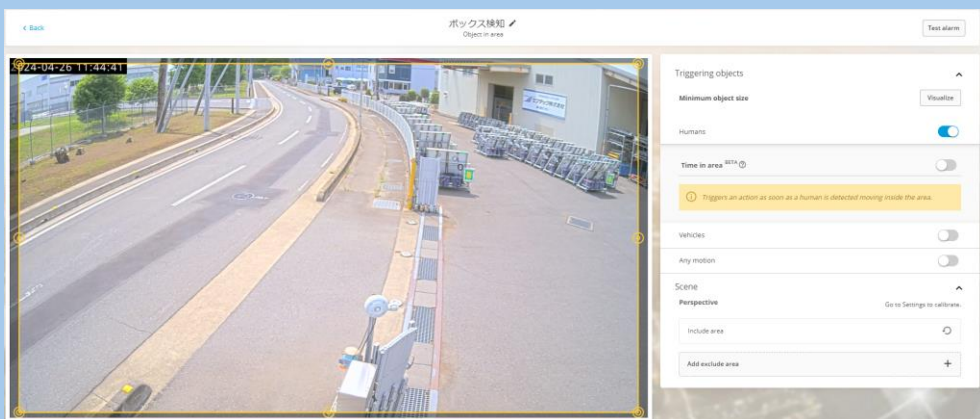 Back
ボックス検知
Object in area
Test alarm
2024-04-26 11:44:41
Triggering objects
Minimum object size
Visualize
Humans
Time in area BETA
Triggers an action as soon as a human is detected moving inside the area.
Vehicles
Any motion
Scene
Perspective
Go to Settings to calibrate.
Include area
Add exclude area